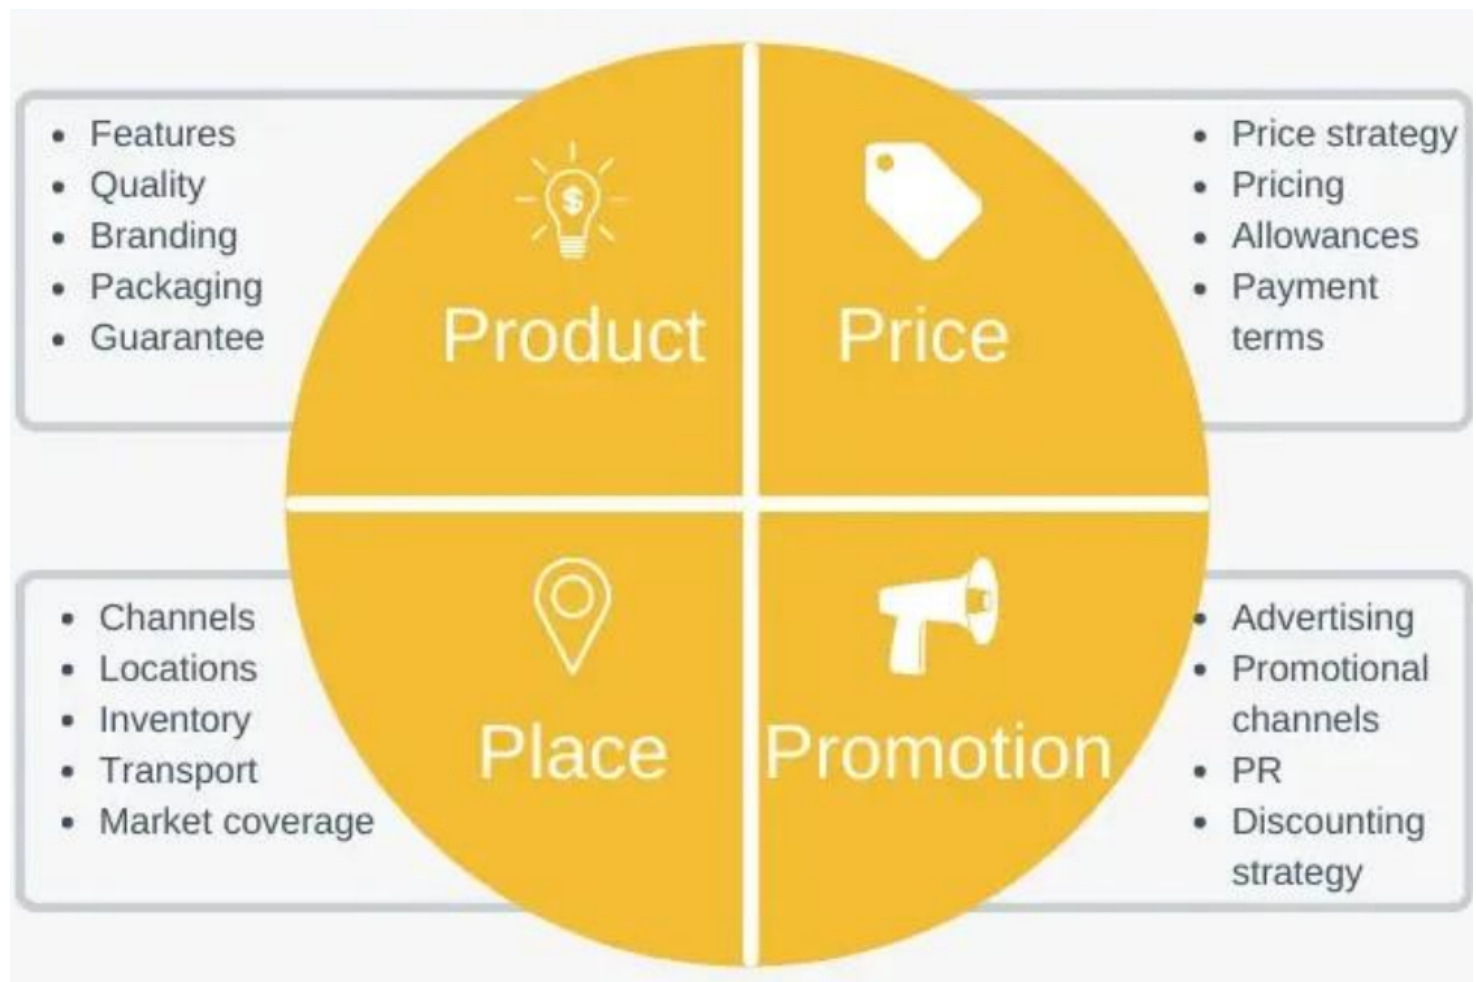 • Features
• Quality
• Branding
• Packaging
• Guarantee
$
Product
Price
• Price strategy
• Pricing
• Allowances
• Payment
terms
• Channels
• Locations
• Inventory
• Transport
• Market coverage
Place
Promotion
• Advertising
• Promotional
channels
• PR
• Discounting
strategy